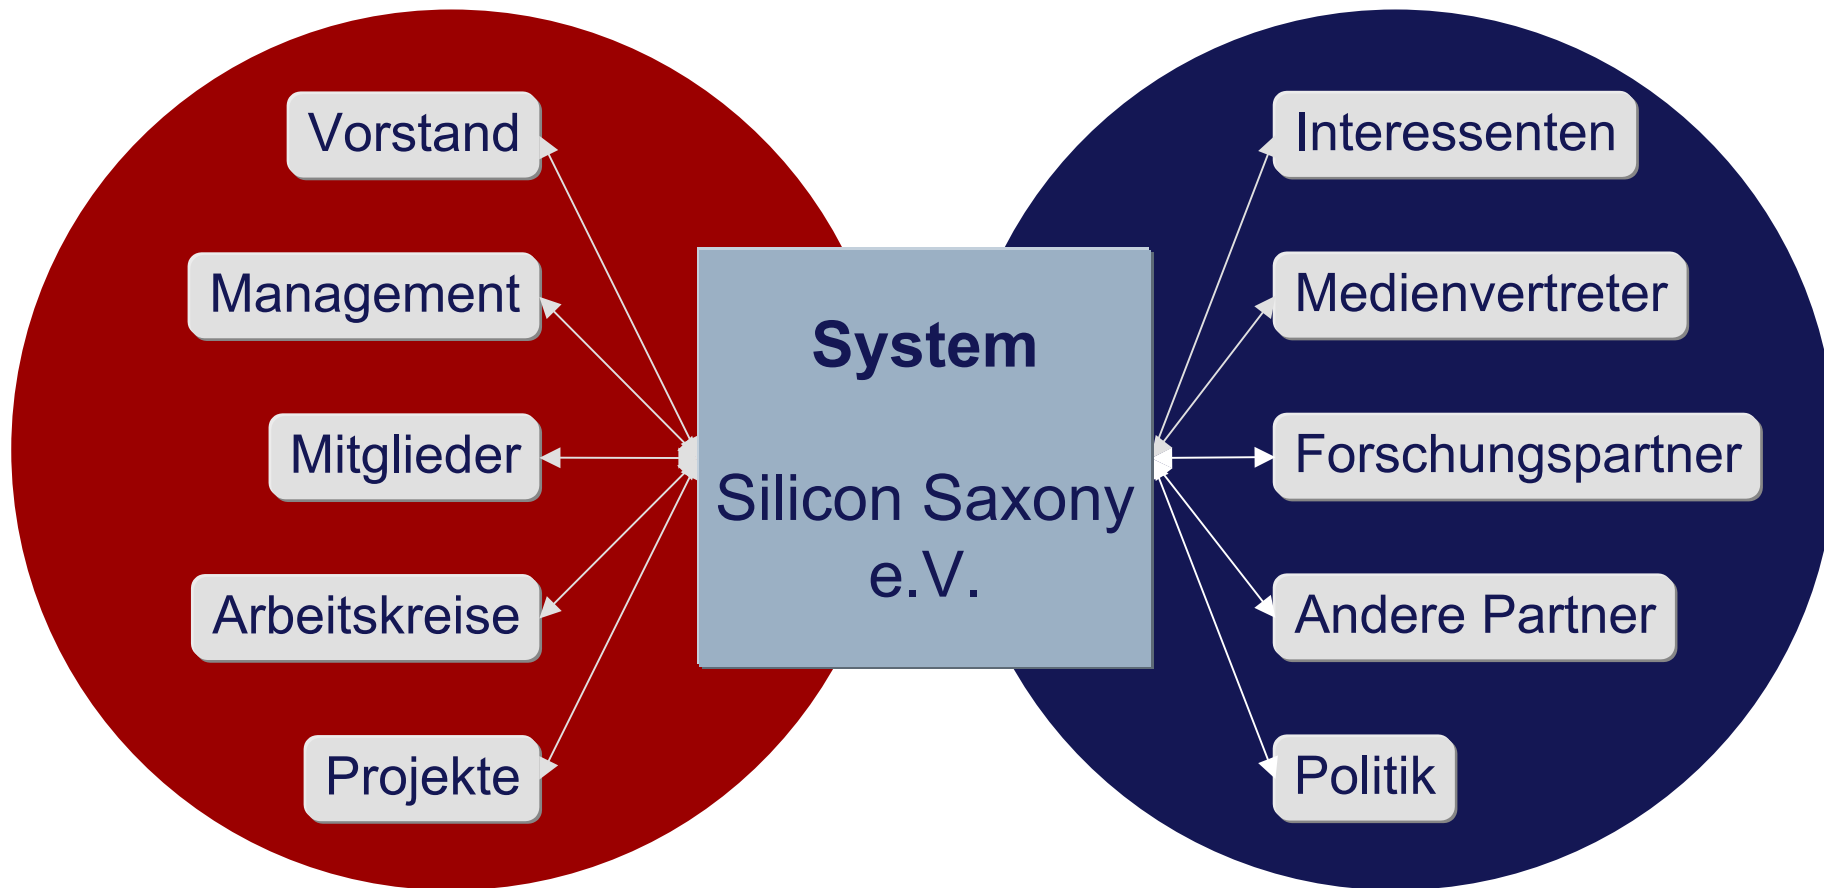 Vorstand
Management
Mitglieder
Arbeitskreise
Projekte
System
Silicon Saxony
e.V.
Interessenten
Medienvertreter
Forschungspartner
Andere Partner
Politik